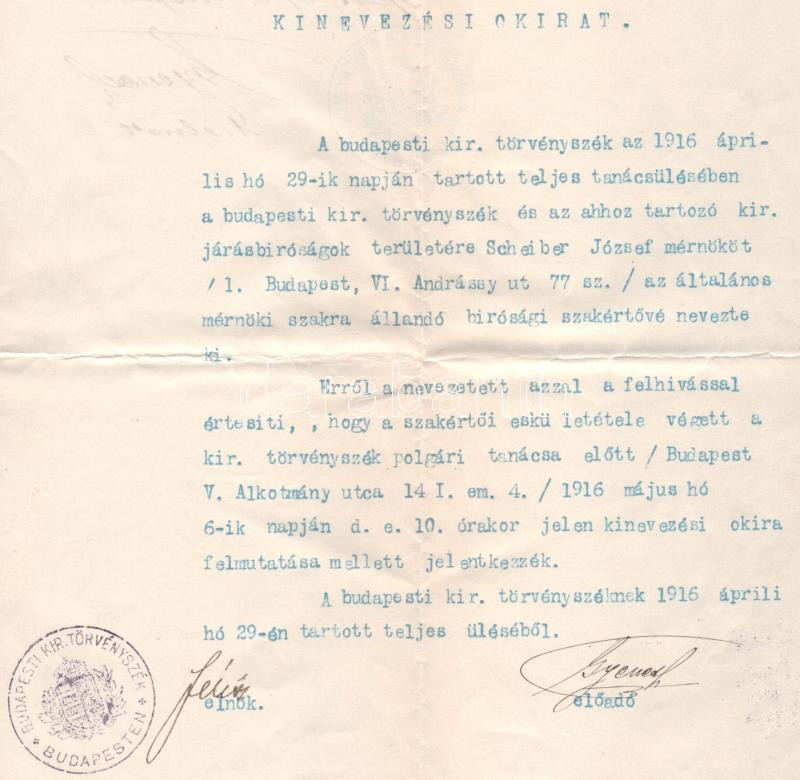 KINEVEZÉSI OKIRAT.
A budapesti kir. törvényszék az 1916 ápri-
lis hó 29-ik napján tartott teljes tanácsülésében
a budapesti kir. törvényszék és az ahhoz tartozó kir.
járásbiróságok területére Scheiber József mérnököt
/1. Budapest, VI. Andrássy ut 77 sz./ az általános
mérnöki szakra állandó birósági szakértővé nevezte
ki.
Erről a nevezetett azzal a felhivással
értesiti, , hogy a szakértői eskü letétele végett a
kir. törvényszék polgári tanácsa előtt / Budapest
V. Alkotmány utca 14 I. em. 4. / 1916 május hó
6-ik napján d. e. 10. órakor jelen kinevezési okira
felmutatása mellett jelentkezzék.
A budapesti kir. törvényszéknek 1916 áprili
hó 29-én tartott teljes üléséből.
elnök.
előadó
BUDAPESTI KIR. TÖRVÉNYSZÉK
* BUDAPESTEN *
darabanth